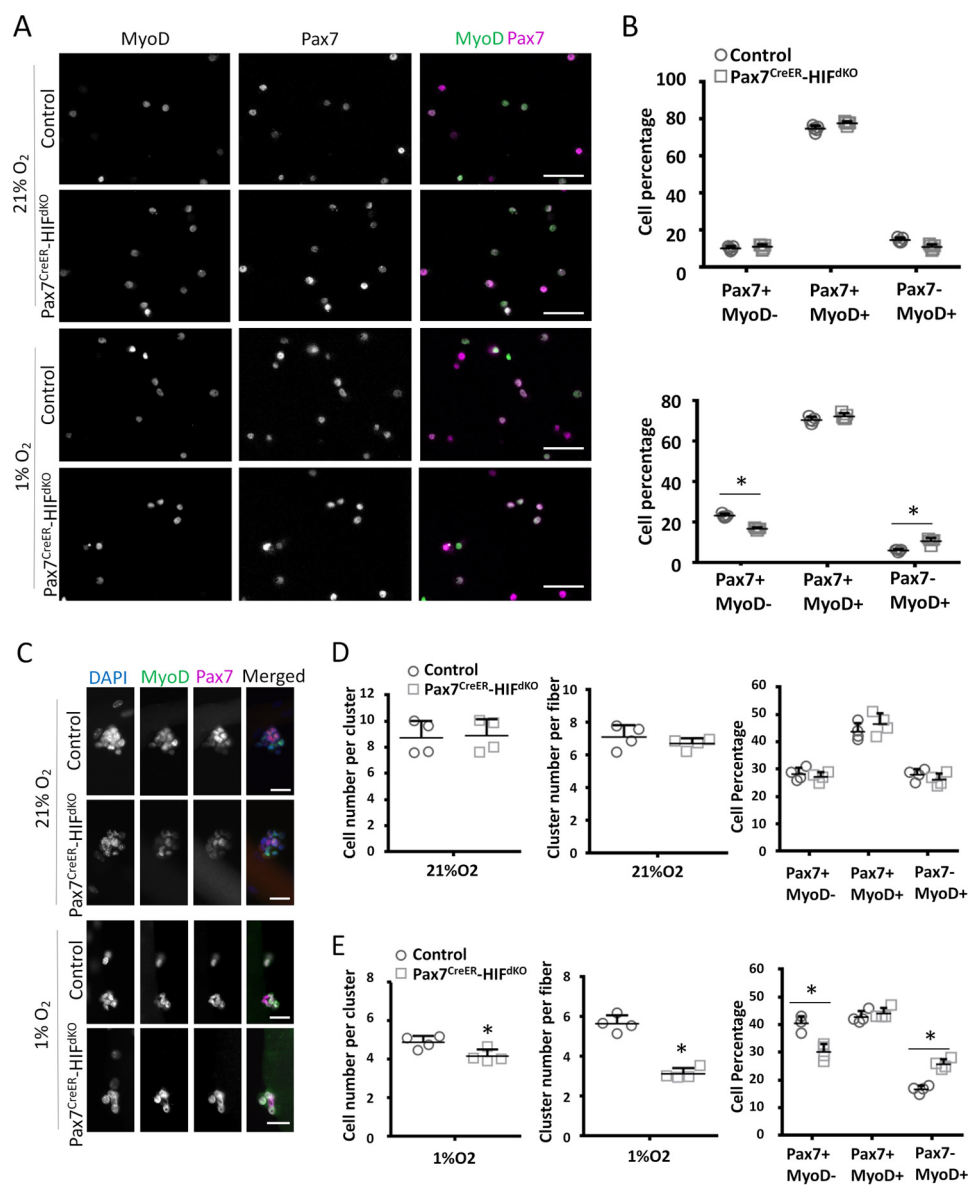 A
MyoD
Pax7
MyoD Pax7
21% O2
Control
Pax7CreER-HIFdKO
1% O2
Control
Pax7CreER-HIFdKO
B
Control
Pax7CreER-HIFdKO
Cell percentage
100
80
60
40
20
0
Pax7+ Pax7+ Pax7-
MyoD- MyoD+ MyoD+
Cell percentage
80
60
40
20
0
*
*
Pax7+ Pax7+ Pax7-
MyoD- MyoD+ MyoD+
C
DAPI MyoD Pax7 Merged
21% O2
Control
Pax7CreER-HIFdKO
1% O2
Control
Pax7CreER-HIFdKO
D
Control
Pax7CreER-HIFdKO
Cell number per cluster
12
10
8
6
4
2
0
21%O2
Cluster number per fiber
10
8
6
4
2
0
21%O2
Cell Percentage
60
50
40
30
20
10
0
Pax7+ Pax7+ Pax7-
MyoD- MyoD+ MyoD+
E
Control
Pax7CreER-HIFdKO
Cell number per cluster
8
6
4
2
0
*
1%O2
Cluster number per fiber
8
6
4
2
0
*
1%O2
Cell Percentage
60
50
40
30
20
10
0
*
*
Pax7+ Pax7+ Pax7-
MyoD- MyoD+ MyoD+